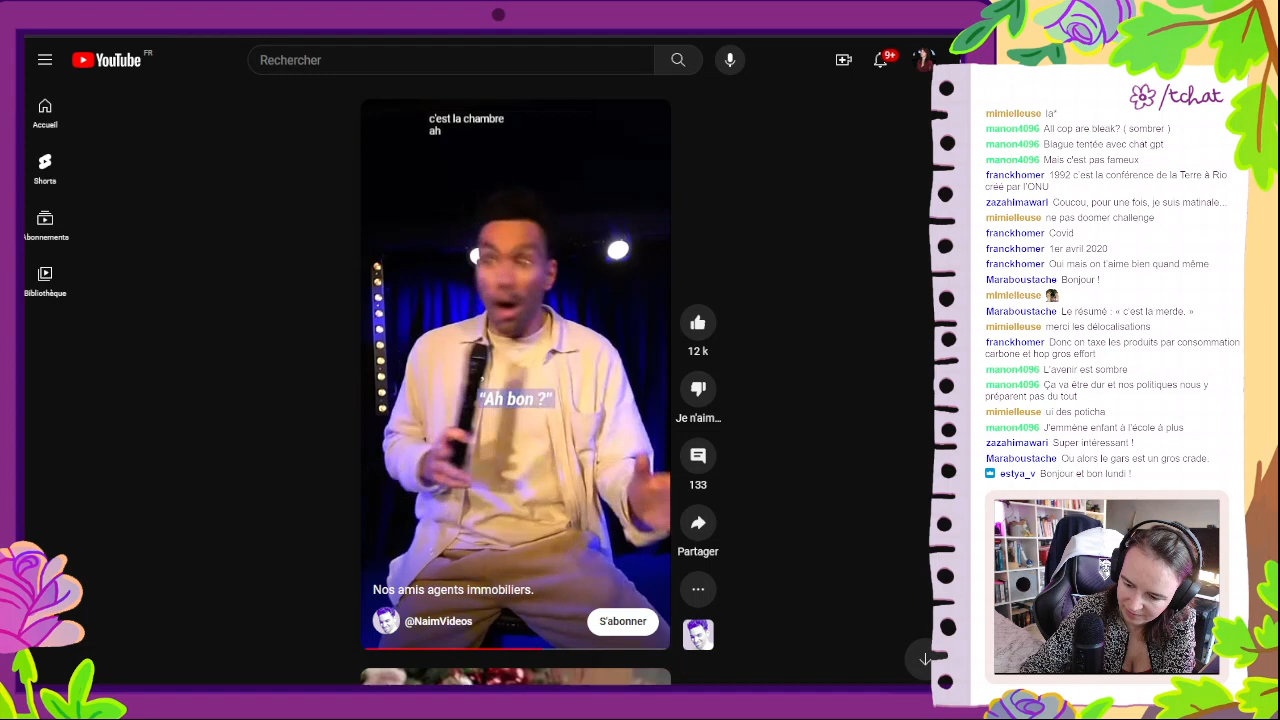 YouTube FR
Rechercher
9+
Accueil
Shorts
Abonnements
Bibliothèque
c'est la chambre
ah
"Ah bon ?"
Nos amis agents immobiliers.
@NaimVideos
S'abonner
12 k
Je n'aim...
133
Partager
/tchat
mimielleuse la*
manon4096 All cop are bleak? ( sombrer )
manon4096 Blague tentée avec chat gpt
manon4096 Mais c'est pas fameux
franckhomer 1992 c'est la conférence de la Terre à Rio
créé par l'ONU
zazahimawari Coucou, pour une fois, je suis matinale...
mimielleuse ne pas doomer challenge
franckhomer Covid
franckhomer 1er avril 2020
franckhomer Oui mais on t'aime bien quand même
Maraboustache Bonjour !
mimielleuse
Maraboustache Le résumé : « c'est la merde. »
mimielleuse merci les délocalisations
franckhomer Donc on taxe les produits par consommation
carbone et hop gros effort
manon4096 L'avenir est sombre
manon4096 Ça va être dur et nos politiques nous y
préparent pas du tout
mimielleuse ui des poticha
manon4096 J'emmène enfant à l'école à plus
zazahimawari Super intéressant !
Maraboustache Ou alors le gars est un gros crade.
estya_v Bonjour et bon lundi !